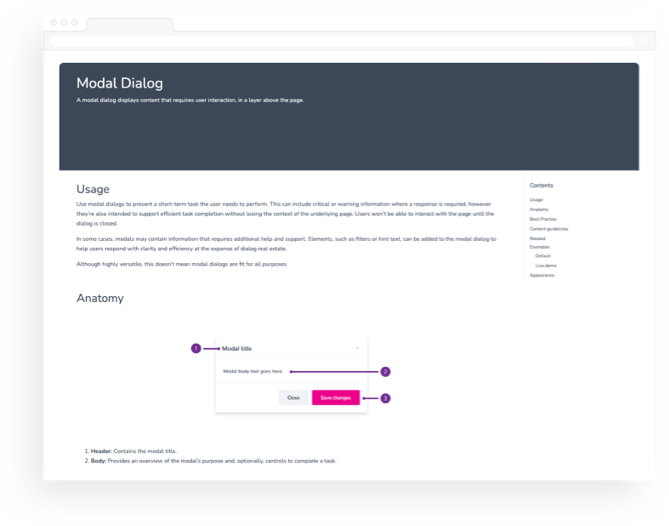 Modal Dialog
A modal dialog displays content that requires user interaction, in a layer above the page.
Usage
Use modal dialogs to present a short-term task the user needs to perform. This can include critical or warning information where a response is required, however
they're also intended to support efficient task completion without losing the context of the underlying page. Users won't be able to interact with the page until the
dialog is closed.
In some cases, modals may contain information that requires additional help and support. Elements, such as filters or hint text, can be added to the modal dialog to
help users respond with clarity and efficiency at the expense of dialog real estate.
Although highly versatile, this doesn't mean modal dialogs are fit for all purposes.
Contents
Usage
Anatomy
Best Practice
Content guidelines
Related
Examples
Default
Live demo
Appearance
Anatomy
1 Modal title ×
Modal body text goes here. 2
Close Save changes 3
1. Header: Contains the modal title.
2. Body: Provides an overview of the modal's purpose and, optionally, controls to complete a task.